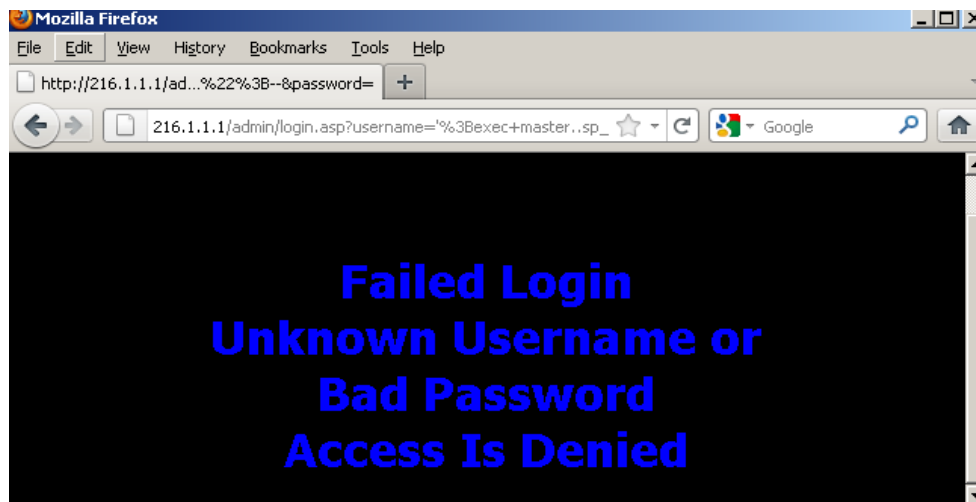 Mozilla Firefox
File Edit View History Bookmarks Tools Help
http://216.1.1.1/ad...%22%3B--&password= +
216.1.1.1/admin/login.asp?username='%3Bexec+master..sp_ Google
Failed Login
Unknown Username or
Bad Password
Access Is Denied